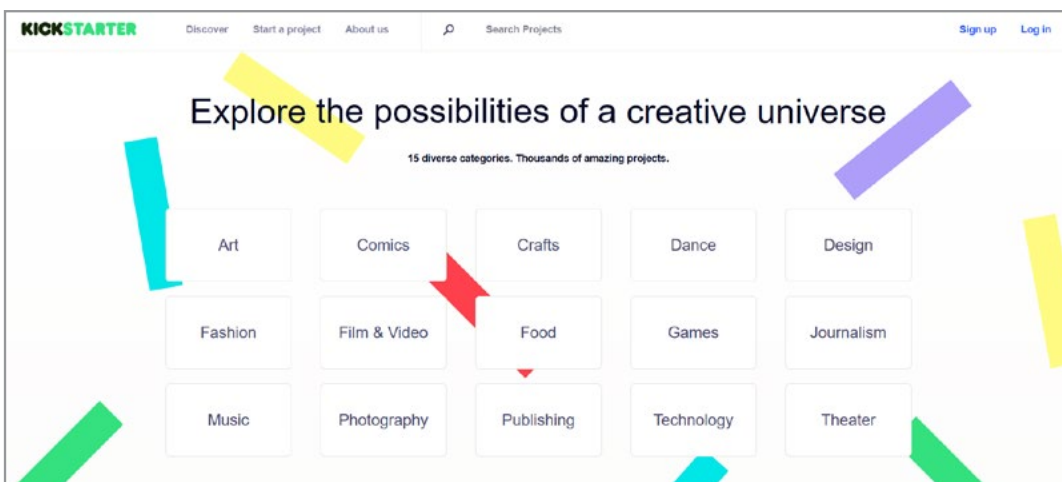 KICKSTARTER Discover Start a project About us Search Projects Sign up Log in
Explore the possibilities of a creative universe
15 diverse categories. Thousands of amazing projects.
Art Comics Crafts Dance Design
Fashion Film & Video Food Games Journalism
Music Photography Publishing Technology Theater